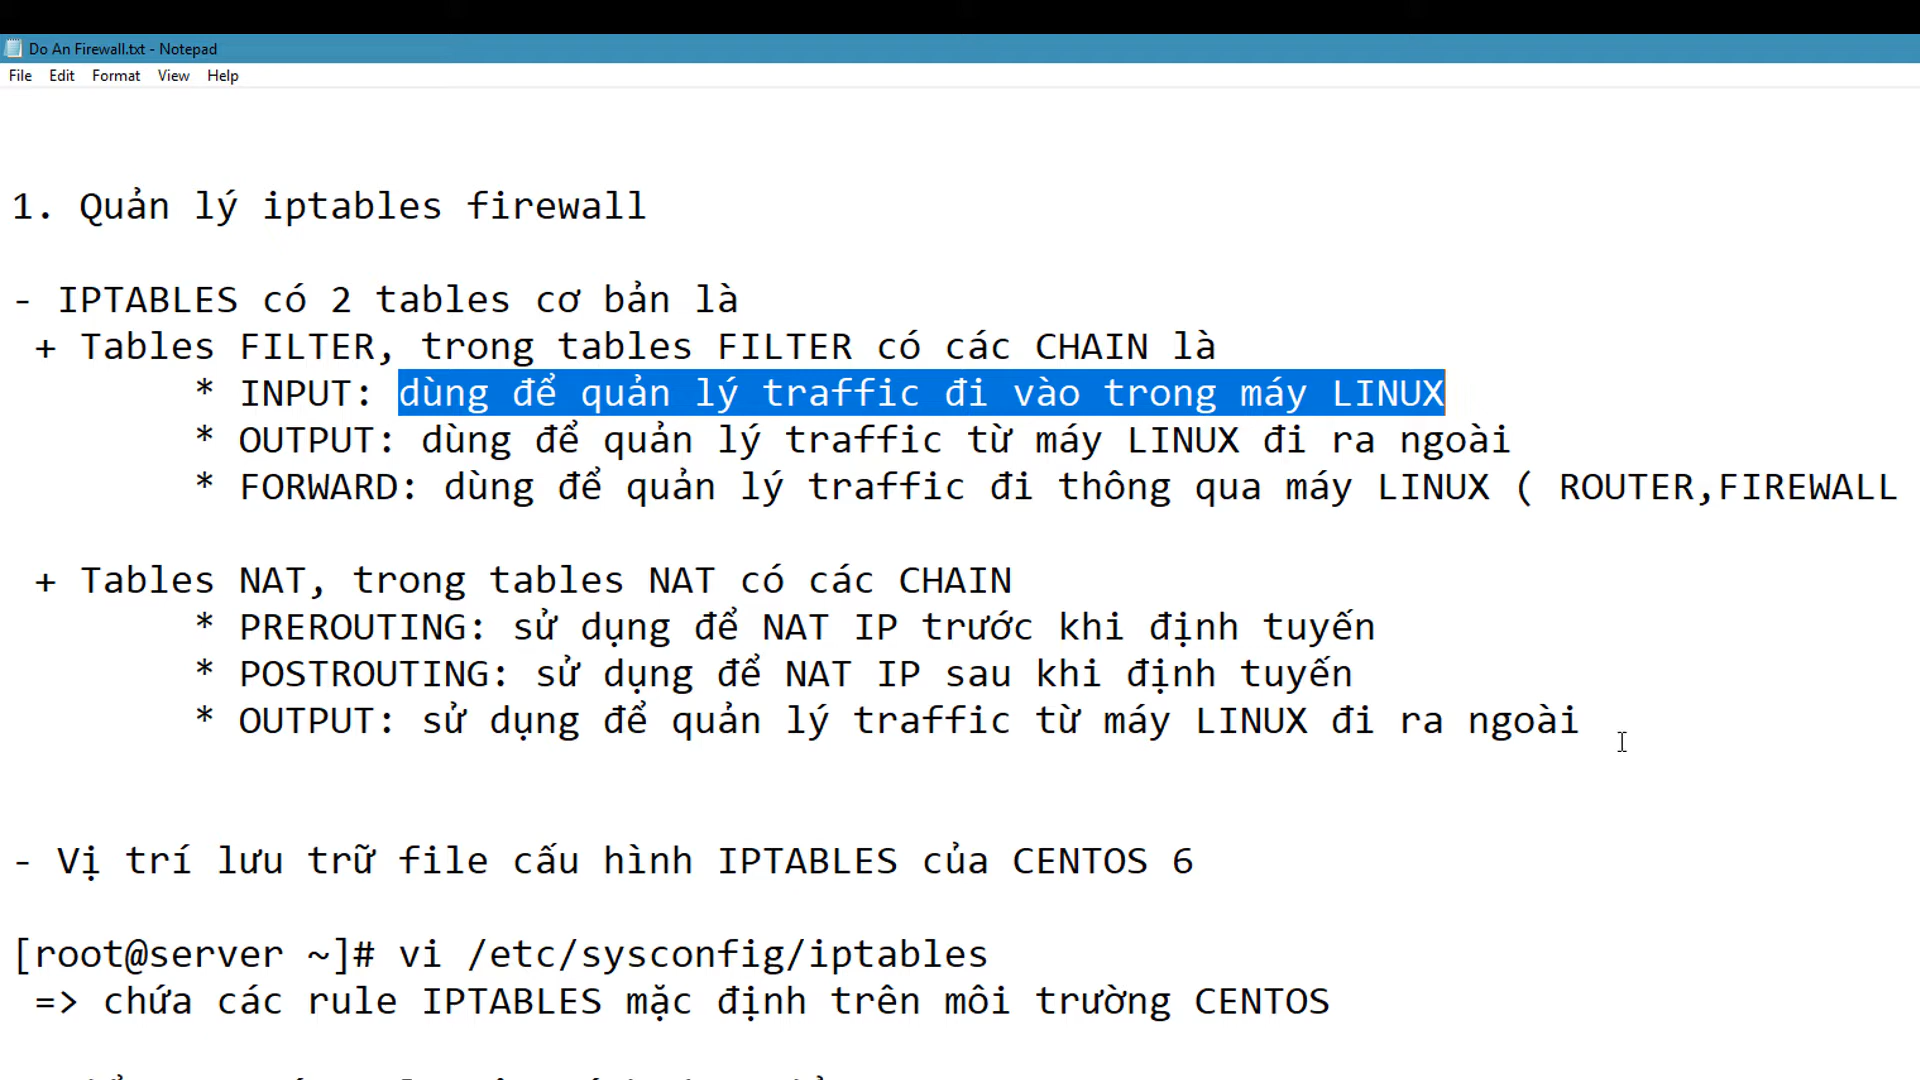 Do An Firewall.txt - Notepad
File Edit Format View Help
1. Quản lý iptables firewall
- IPTABLES có 2 tables cơ bản là
+ Tables FILTER, trong tables FILTER có các CHAIN là
* INPUT: dùng để quản lý traffic đi vào trong máy LINUX
* OUTPUT: dùng để quản lý traffic từ máy LINUX đi ra ngoài
* FORWARD: dùng để quản lý traffic đi thông qua máy LINUX ( ROUTER,FIREWALL
+ Tables NAT, trong tables NAT có các CHAIN
* PREROUTING: sử dụng để NAT IP trước khi định tuyến
* POSTROUTING: sử dụng để NAT IP sau khi định tuyến
* OUTPUT: sử dụng để quản lý traffic từ máy LINUX đi ra ngoài
- Vị trí lưu trữ file cấu hình IPTABLES của CENTOS 6
[root@server ~]# vi /etc/sysconfig/iptables
=> chứa các rule IPTABLES mặc định trên môi trường CENTOS